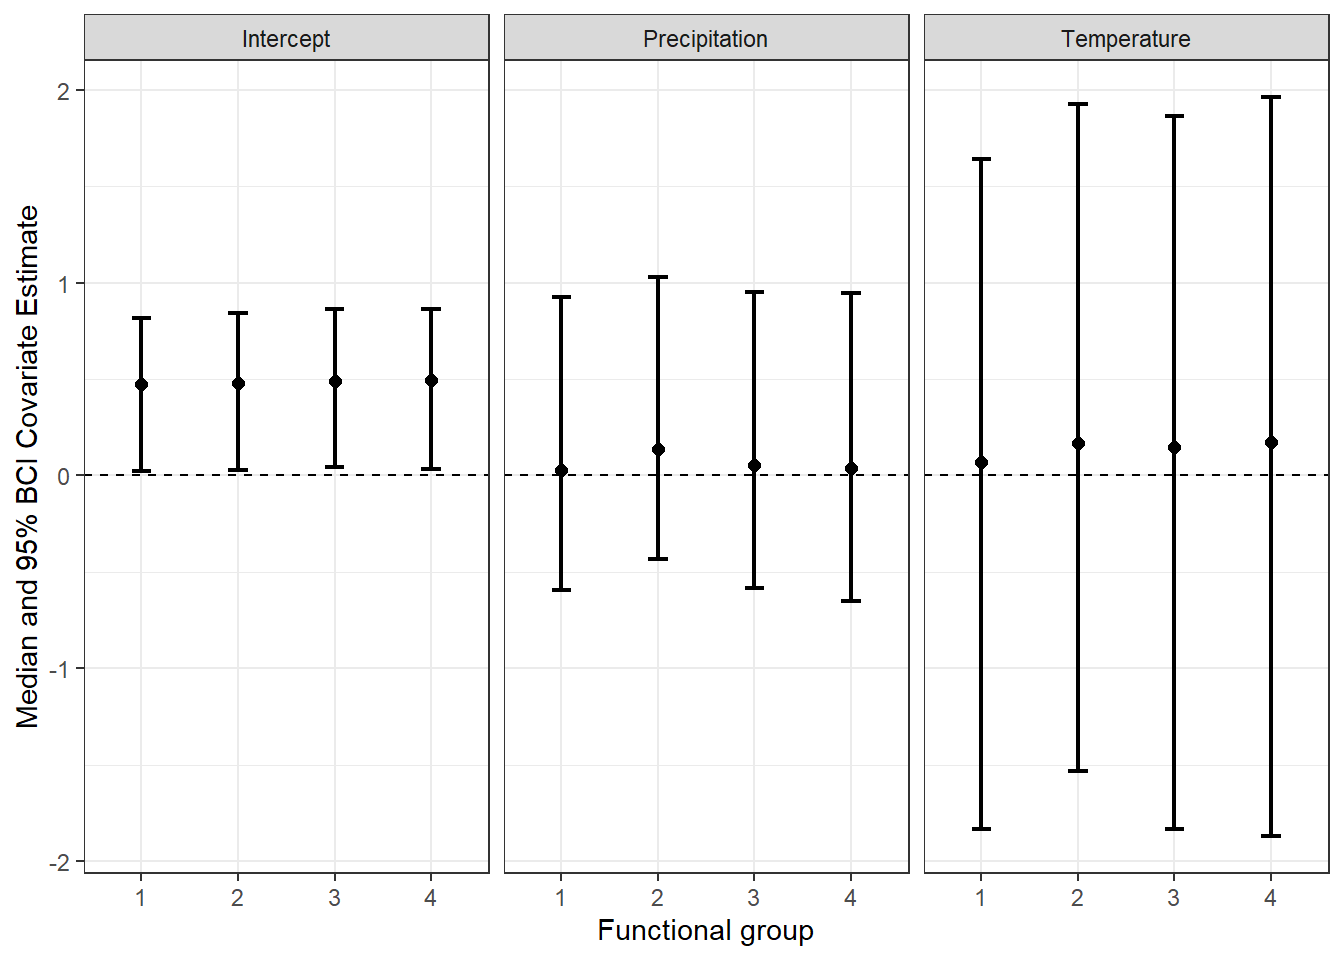 Intercept
Precipitation
Temperature
Median and 95% BCI Covariate Estimate
2
1
0
-1
-2
1 2 3 4
1 2 3 4
1 2 3 4
Functional group